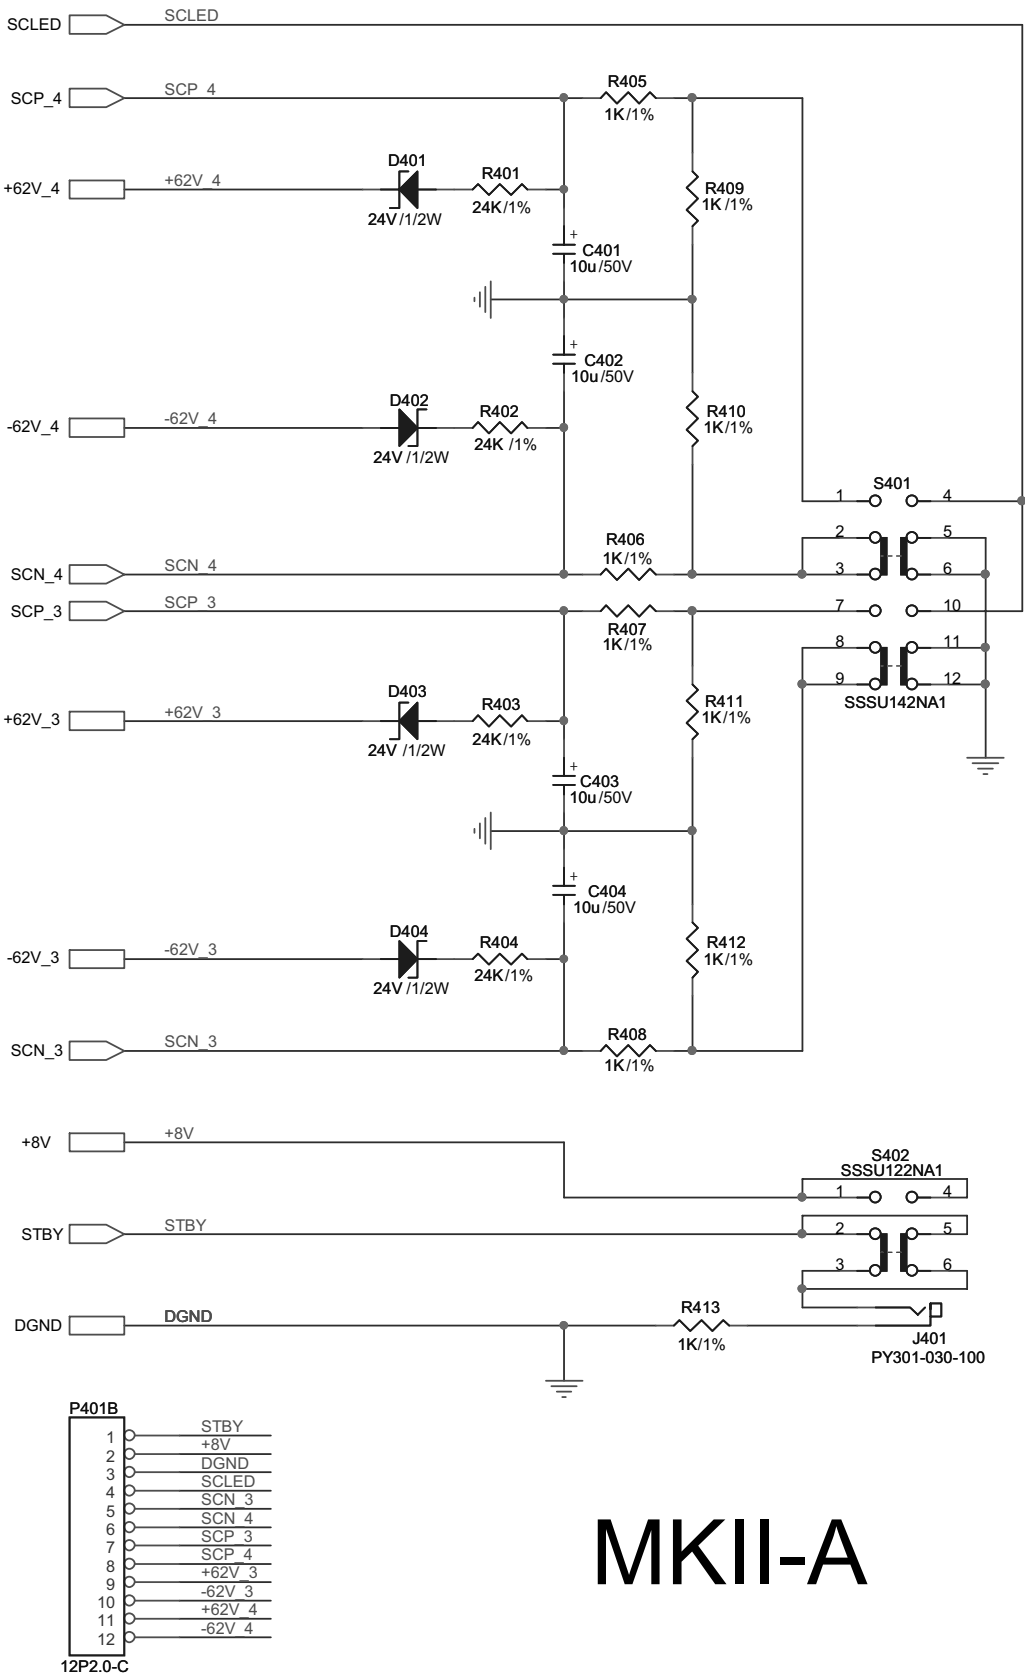 SCLED SCLED
R405
SCP_4 SCP_4
1K/1%
D401
R401
+62V_4 +62V_4
R409
1K/1%
24K/1%
24V/1/2W
+
C401
10u/50V
+
C402
10u/50V
D402
R402
R410
-62V_4 -62V_4
1K/1%
24K /1%
24V/1/2W
S401
1 4
2 5
R406
1K/1%
SCN_4 SCN_4
3 6
SCP_3 SCP_3
7 10
R407
1K/1%
8 11
9 12
D403
SSSU142NA1
R403
R411
+62V_3 +62V_3
1K/1%
24K/1%
24V /1/2W
+
C403
10u/50V
+
C404
10u/50V
D404
R404
R412
-62V_3 -62V_3
1K/1%
24K/1%
24V /1/2W
R408
SCN_3 SCN_3
1K/1%
+8V +8V
S402
SSSU122NA1
1 4
STBY STBY
2 5
3 6
R413
DGND DGND
1K/1%
J401
PY301-030-100
P401B
1 STBY
2 +8V
3 DGND
4 SCLED
5 SCN_3
6 SCN_4
7 SCP_3
8 SCP_4
9 +62V_3
10 -62V_3
11 +62V_4
12 -62V_4
12P2.0-C
MKII-A